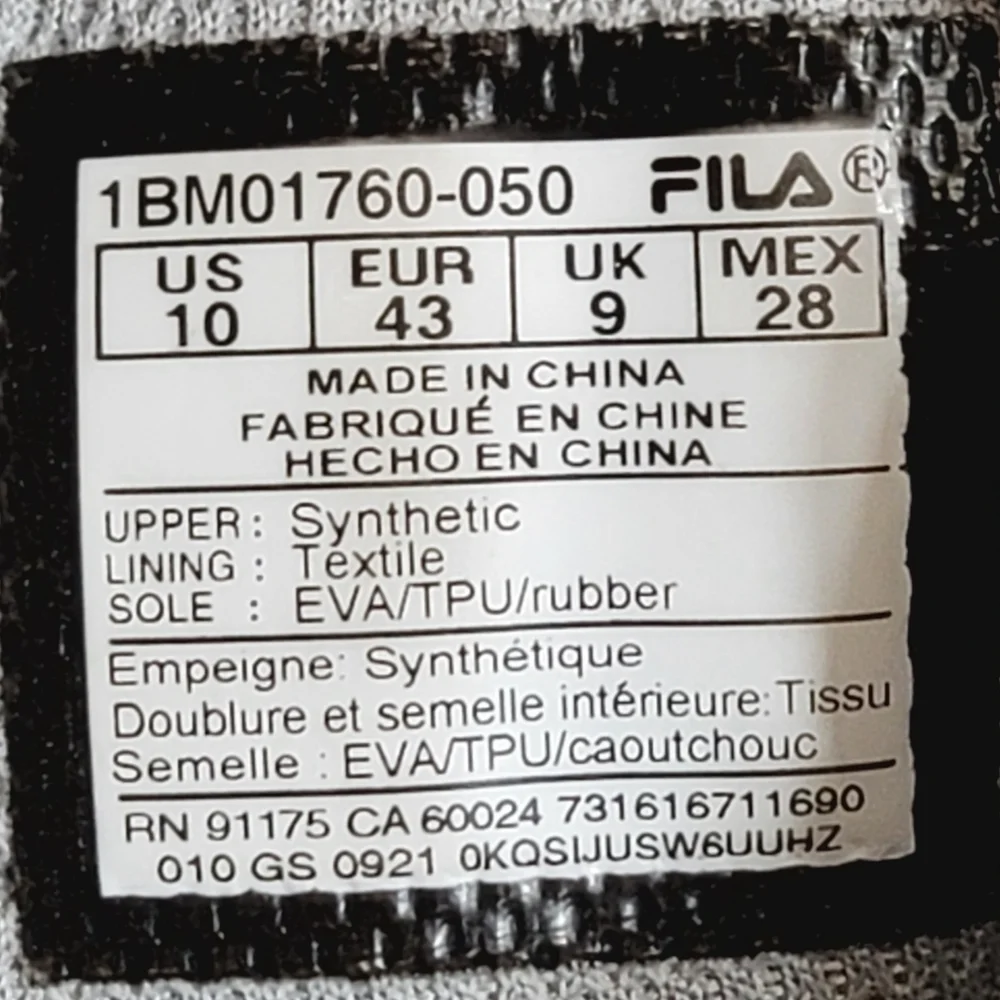 1BM01760-050 FILA ®
US EUR UK MEX
10 43 9 28
MADE IN CHINA
FABRIQUÉ EN CHINE
HECHO EN CHINA
UPPER : Synthetic
LINING : Textile
SOLE : EVA/TPU/rubber
Empeigne: Synthétique
Doublure et semelle intérieure: Tissu
Semelle : EVA/TPU/caoutchouc
RN 91175 CA 60024 731616711690
010 GS 0921 0KQSIJUSW6UUHZ